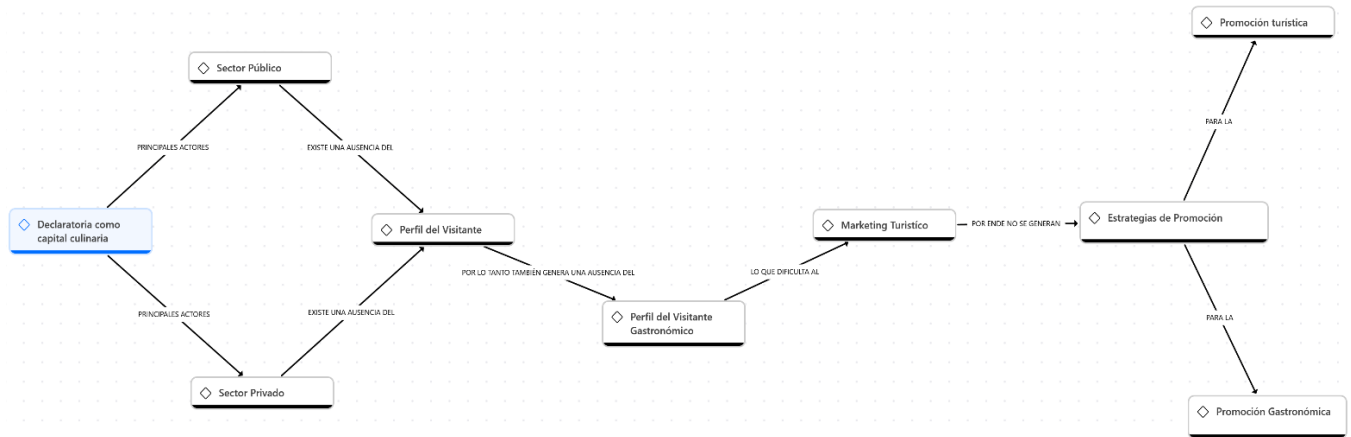 Promoción turística
Sector Público
PRINCIPALES ACTORES
EXISTE UNA AUSENCIA DEL
PARA LA
Declaratoria como
capital culinaria
Perfil del Visitante
Marketing Turistico
POR ENDE NO SE GENERAN
Estrategias de Promoción
POR LO TANTO TAMBIÉN GENERA UNA AUSENCIA DEL
LO QUE DIFICULTA AL
PRINCIPALES ACTORES
EXISTE UNA AUSENCIA DEL
Perfil del Visitante
Gastronómico
PARA LA
Sector Privado
Promoción Gastronómica